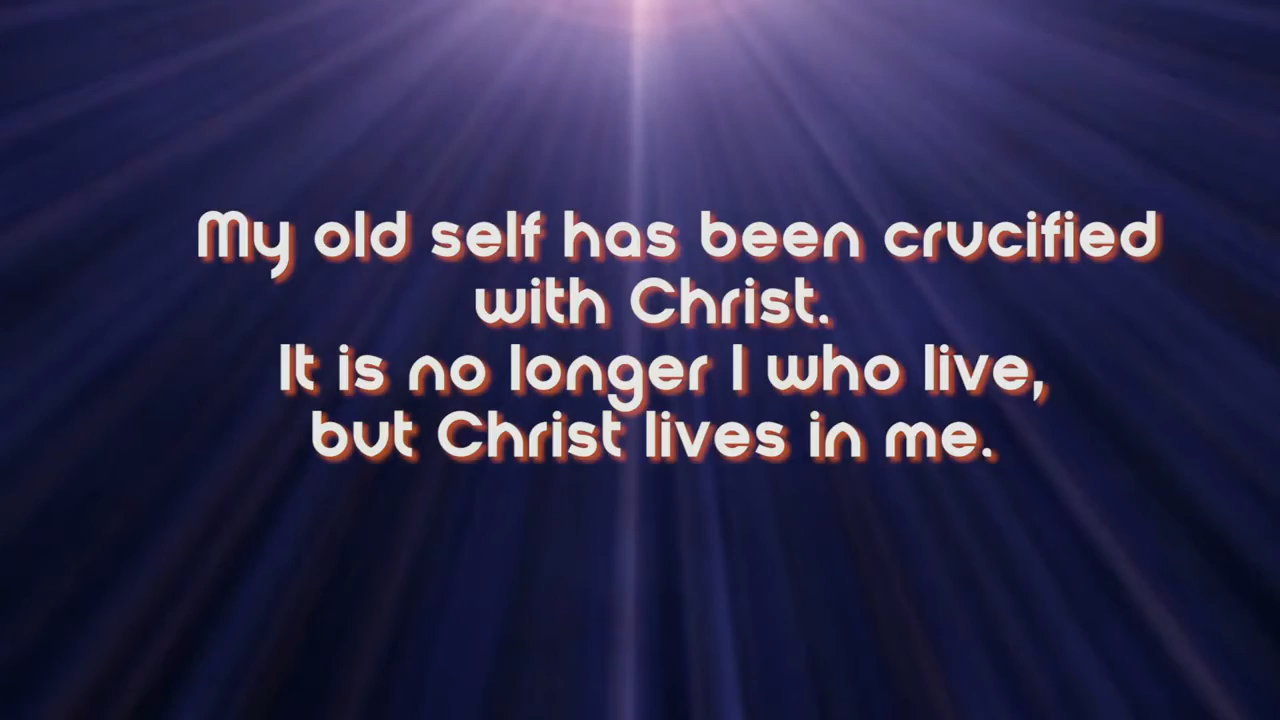 My old self has been crucified
with Christ.
It is no longer I who live,
but Christ lives in me.